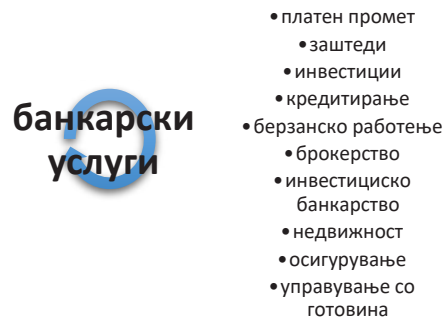 банкарски
услуги
•платен промет
•заштеди
•инвестиции
•кредитирање
•берзанско работење
•брокерство
•инвестициско
банкарство
•недвижност
•осигурување
•управување со
готовина